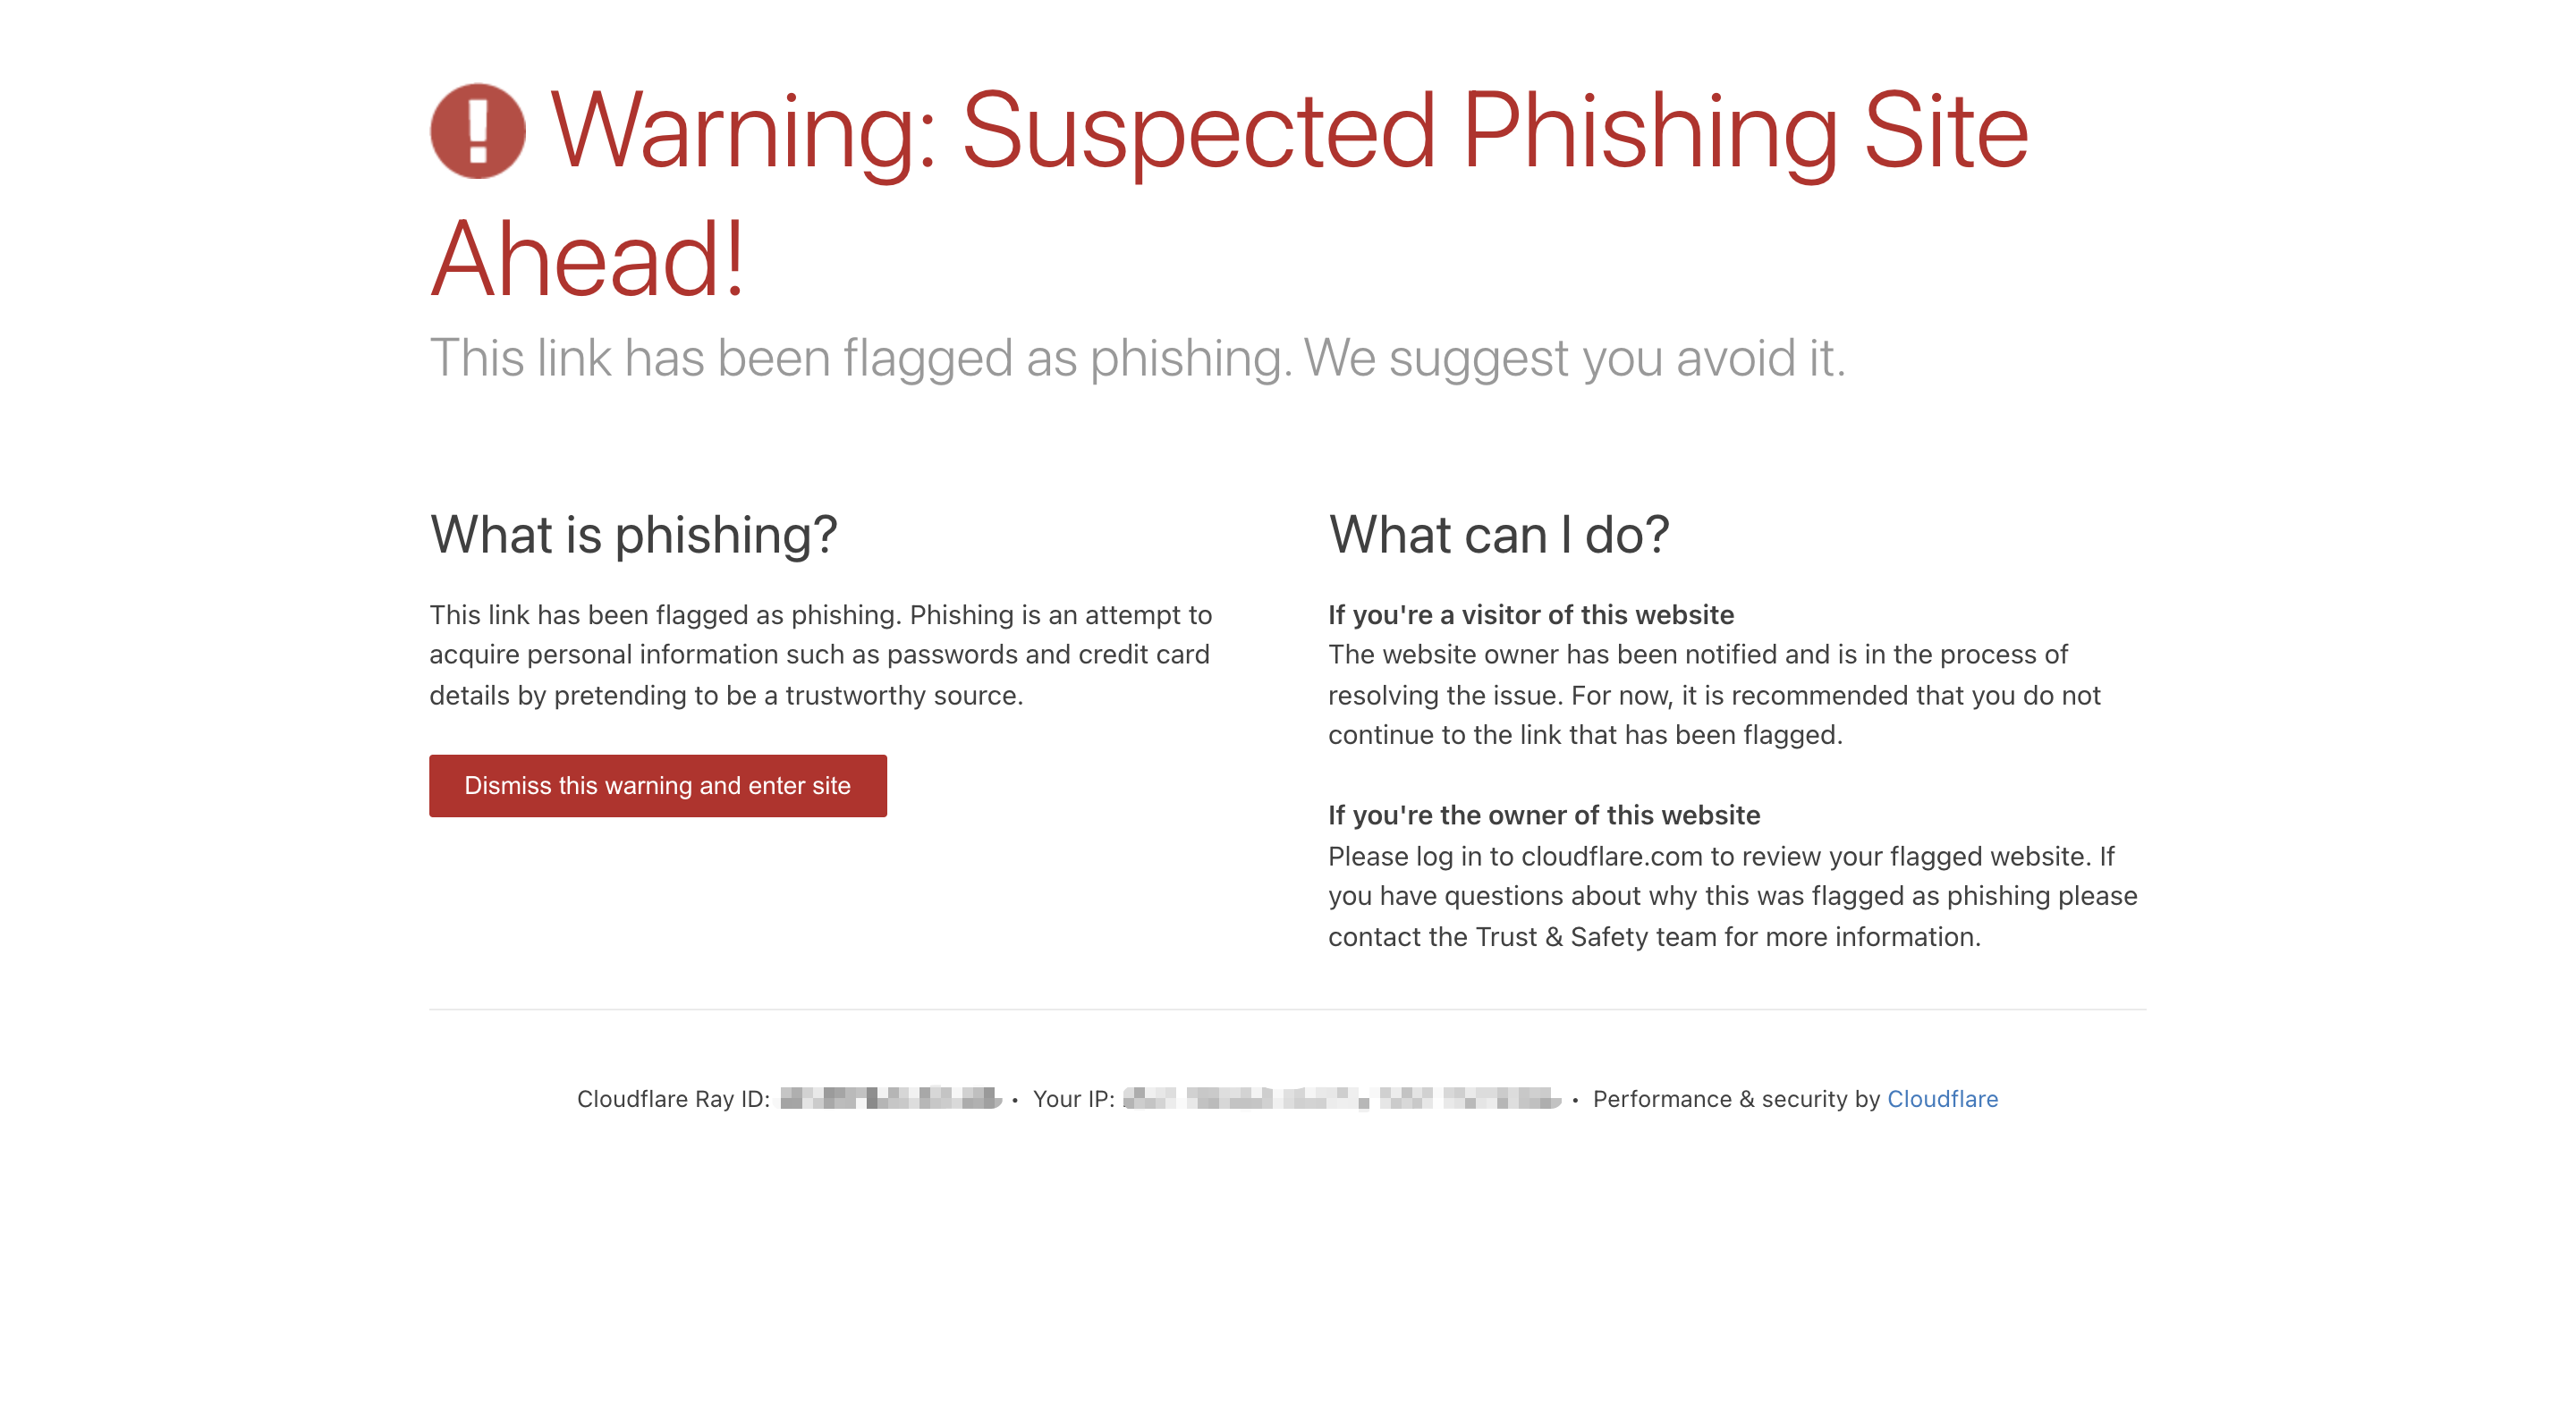 Warning: Suspected Phishing Site
Ahead!
This link has been flagged as phishing. We suggest you avoid it.
What is phishing?
This link has been flagged as phishing. Phishing is an attempt to
acquire personal information such as passwords and credit card
details by pretending to be a trustworthy source.
Dismiss this warning and enter site
What can I do?
If you're a visitor of this website
The website owner has been notified and is in the process of
resolving the issue. For now, it is recommended that you do not
continue to the link that has been flagged.
If you're the owner of this website
Please log in to cloudflare.com to review your flagged website. If
you have questions about why this was flagged as phishing please
contact the Trust & Safety team for more information.
Cloudflare Ray ID: • Your IP: • Performance & security by Cloudflare